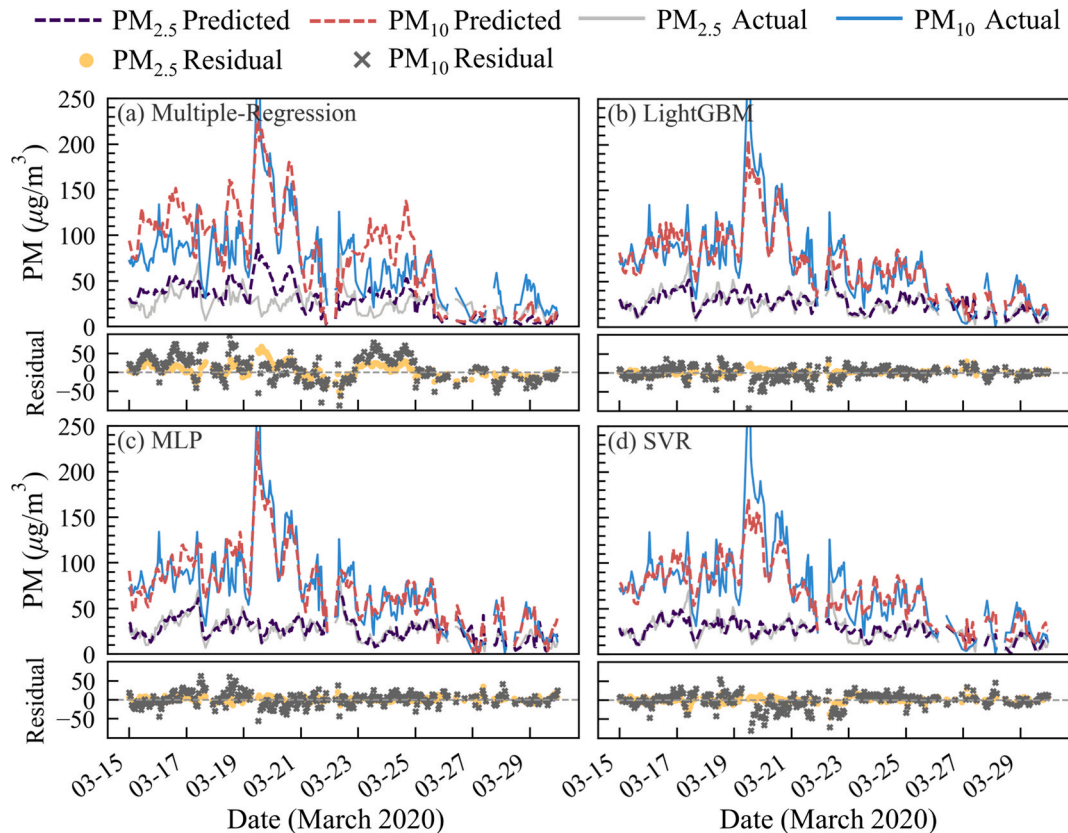 PM₂.₅ Predicted PM₁₀ Predicted PM₂.₅ Actual PM₁₀ Actual
PM₂.₅ Residual PM₁₀ Residual
(a) Multiple-Regression
(b) LightGBM
PM (μg/m³)
250
200
150
100
50
0
Residual
50
0
−50
(c) MLP
(d) SVR
PM (μg/m³)
250
200
150
100
50
0
Residual
50
0
−50
03-15 03-17 03-19 03-21 03-23 03-25 03-27 03-29
03-15 03-17 03-19 03-21 03-23 03-25 03-27 03-29
Date (March 2020) Date (March 2020)